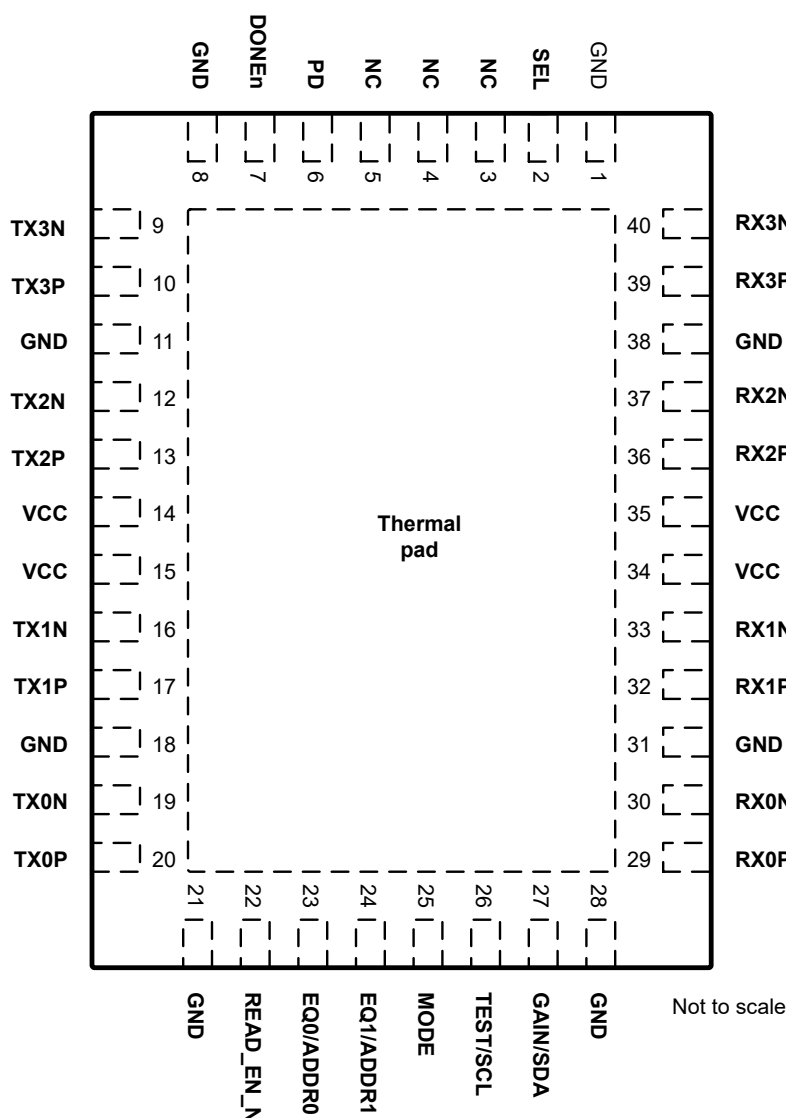 GND DONEn PD NC NC NC SEL GND
8 7 6 5 4 3 2 1
TX3N 9 40 RX3N
TX3P 10 39 RX3P
GND 11 38 GND
TX2N 12 37 RX2N
TX2P 13 36 RX2P
VCC 14 35 VCC
Thermal
pad
VCC 15 34 VCC
TX1N 16 33 RX1N
TX1P 17 32 RX1P
GND 18 31 GND
TX0N 19 30 RX0N
TX0P 20 29 RX0P
21 22 23 24 25 26 27 28
GND READ_EN_N EQ0/ADDR0 EQ1/ADDR1 MODE TEST/SCL GAIN/SDA GND
Not to scale